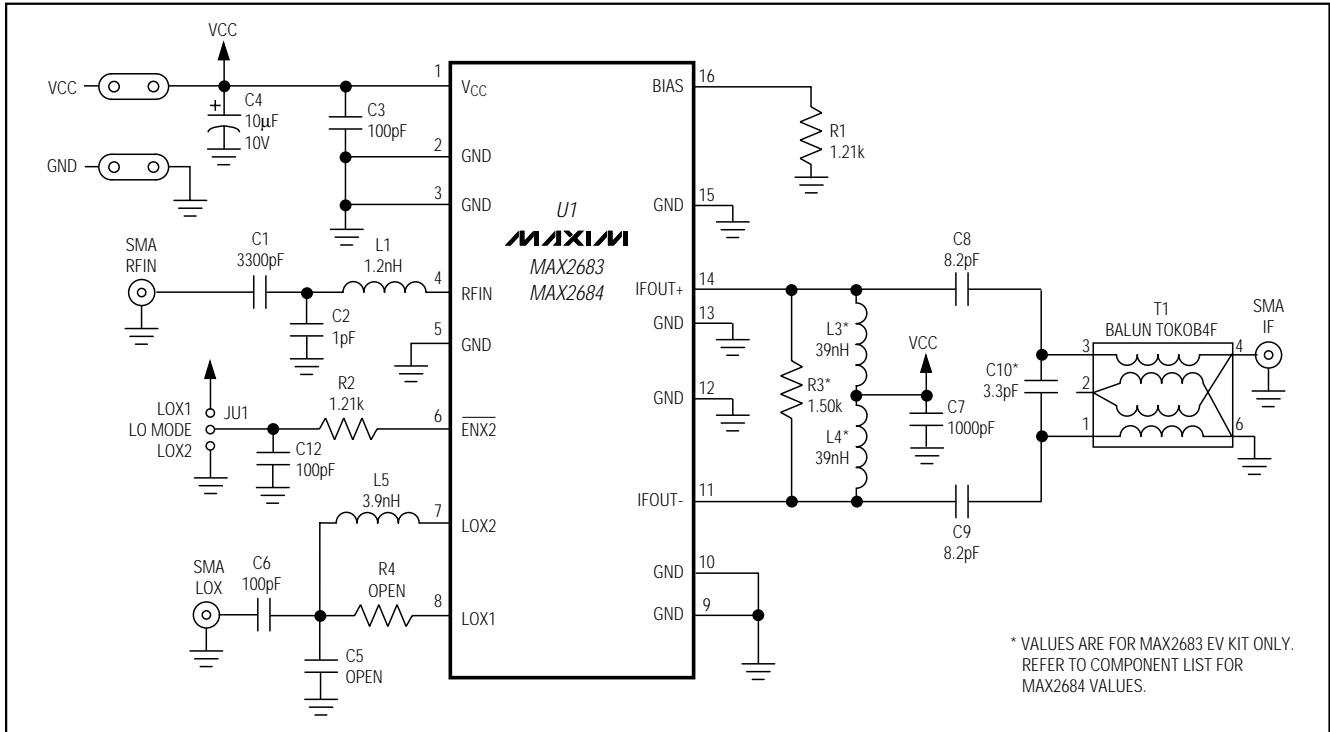 VCC
VCC
C4
+
10µF
10V
C3
100pF
GND
1
VCC
2
GND
3
GND
SMA
RFIN
C1
3300pF
L1
1.2nH
4
RFIN
C2
1pF
5
GND
LOX1
LO MODE
LOX2
JU1
R2
1.21k
6
ENX2
C12
100pF
L5
3.9nH
7
LOX2
SMA
LOX
C6
100pF
R4
OPEN
8
LOX1
C5
OPEN
U1
MAXIM
MAX2683
MAX2684
BIAS
16
R1
1.21k
GND
15
IFOUT+
14
GND
13
GND
12
IFOUT-
11
GND
10
GND
9
R3*
1.50k
L3*
39nH
L4*
39nH
VCC
C7
1000pF
C8
8.2pF
C9
8.2pF
C10*
3.3pF
T1
BALUN TOKOB4F
3
2
1
4
6
SMA
IF
* VALUES ARE FOR MAX2683 EV KIT ONLY.
REFER TO COMPONENT LIST FOR
MAX2684 VALUES.